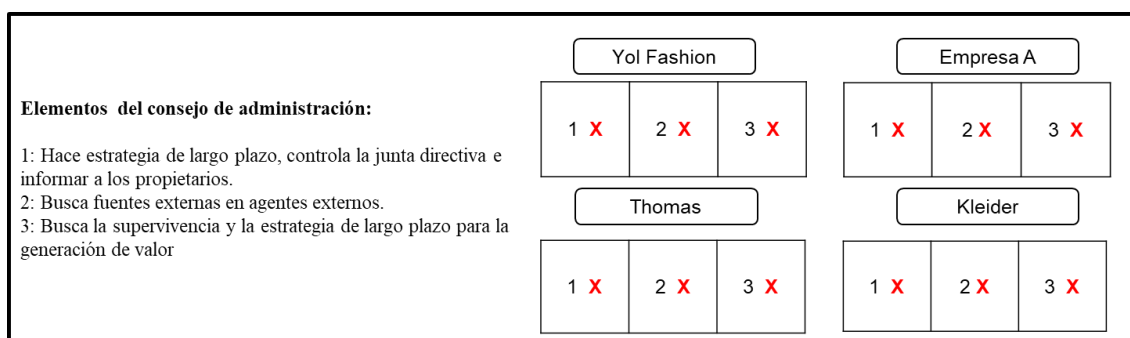 Elementos del consejo de administración:
1: Hace estrategia de largo plazo, controla la junta directiva e
informar a los propietarios.
2: Busca fuentes externas en agentes externos.
3: Busca la supervivencia y la estrategia de largo plazo para la
generación de valor
Yol Fashion
1 X 2 X 3 X
Empresa A
1 X 2 X 3 X
Thomas
1 X 2 X 3 X
Kleider
1 X 2 X 3 X